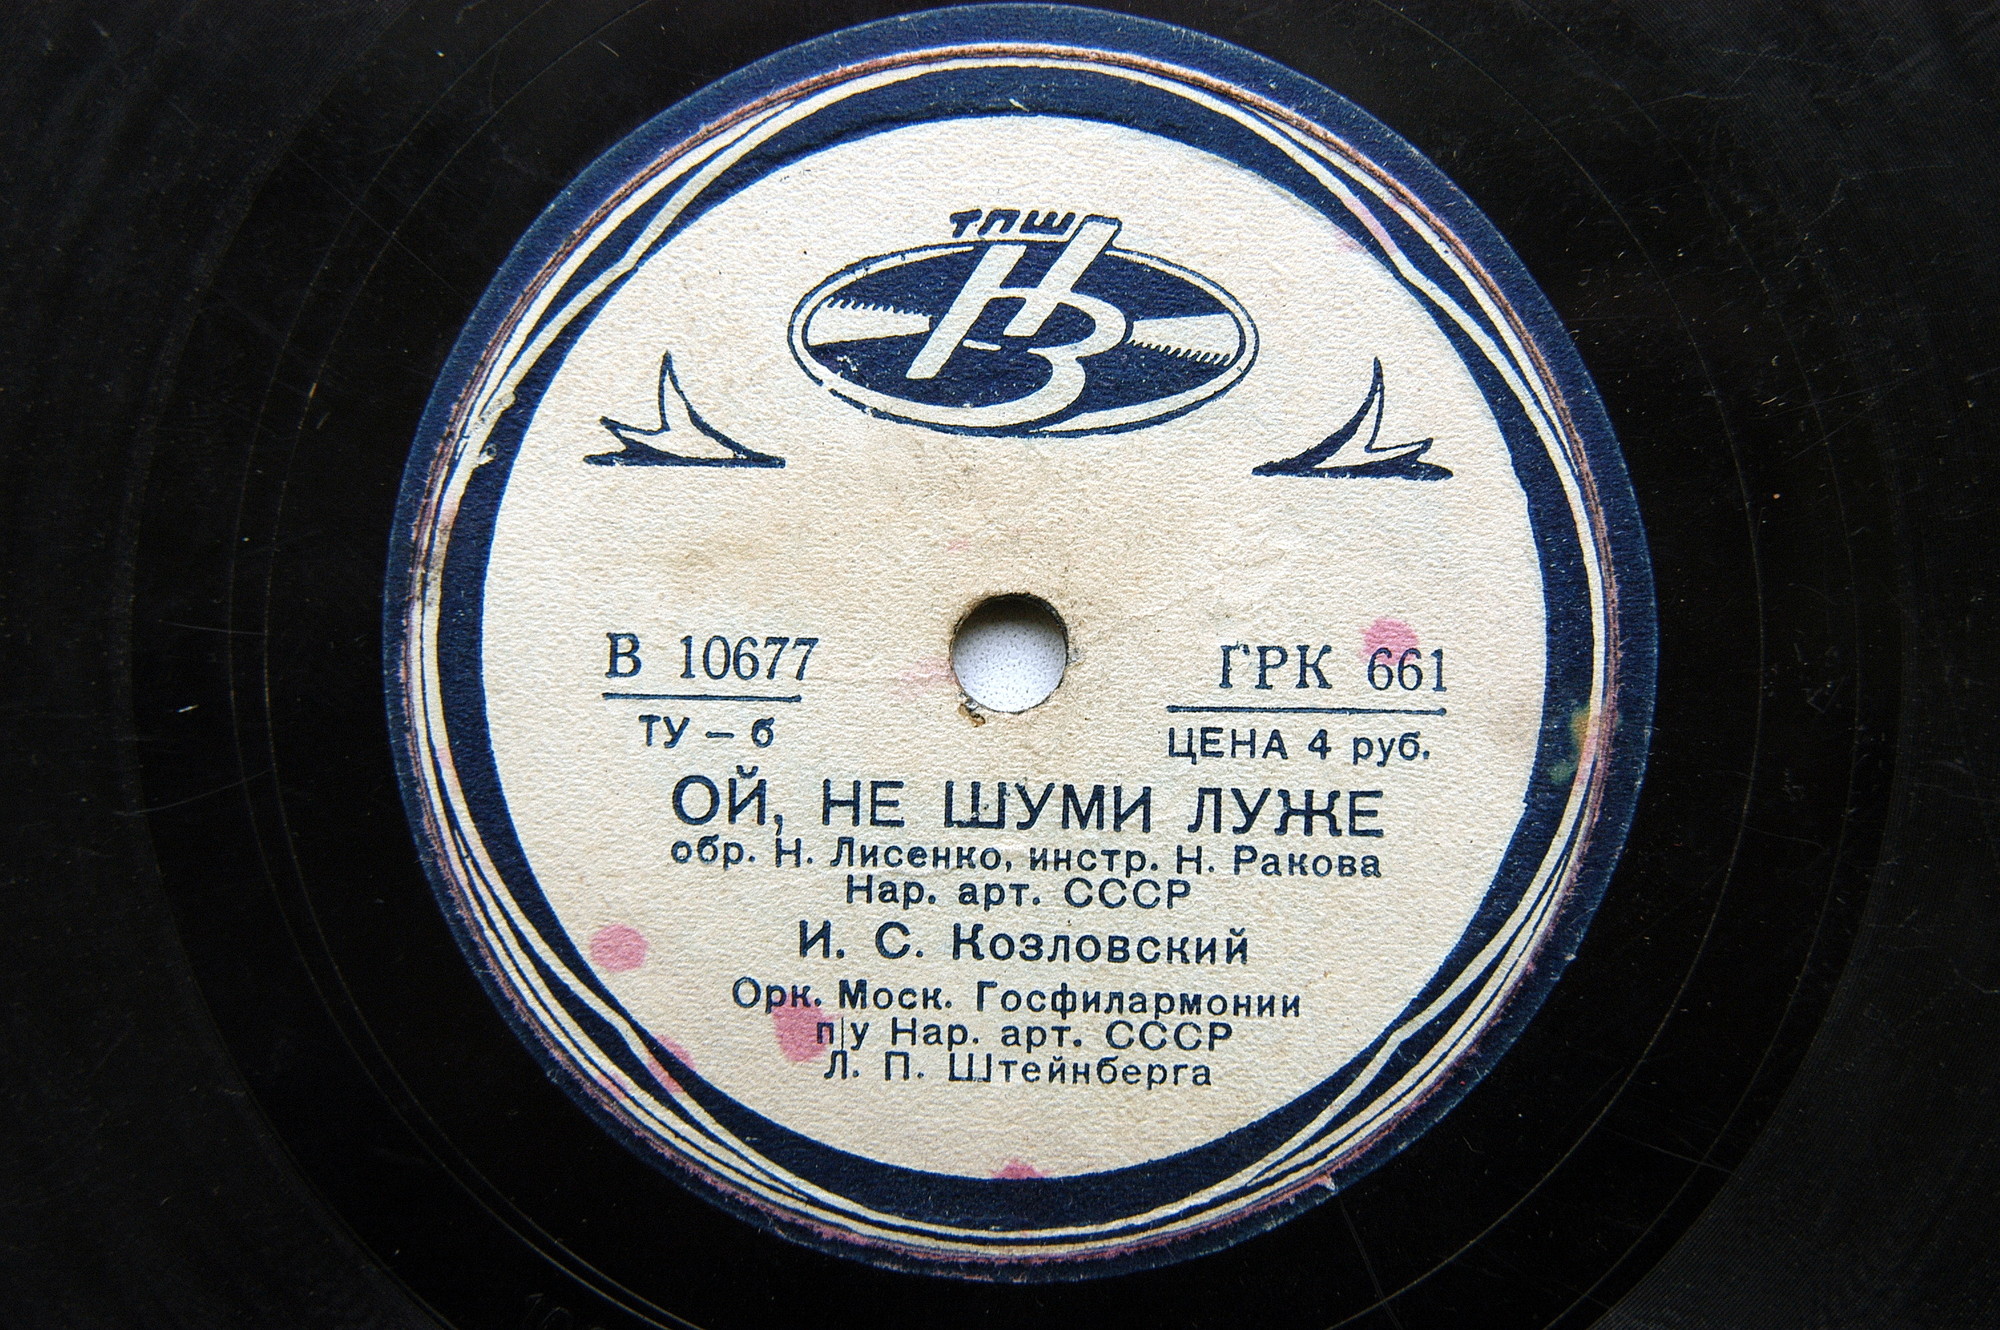 ТПШ
НЗ
В 10677
ГРК 661
ТУ – б
ЦЕНА 4 руб.
ОЙ, НЕ ШУМИ ЛУЖЕ
обр. Н. Лисенко, инстр. Н. Ракова
Нар. арт. СССР
И. С. Козловский
Орк. Моск. Госфилармонии
п/у Нар. арт. СССР
Л. П. Штейнберга